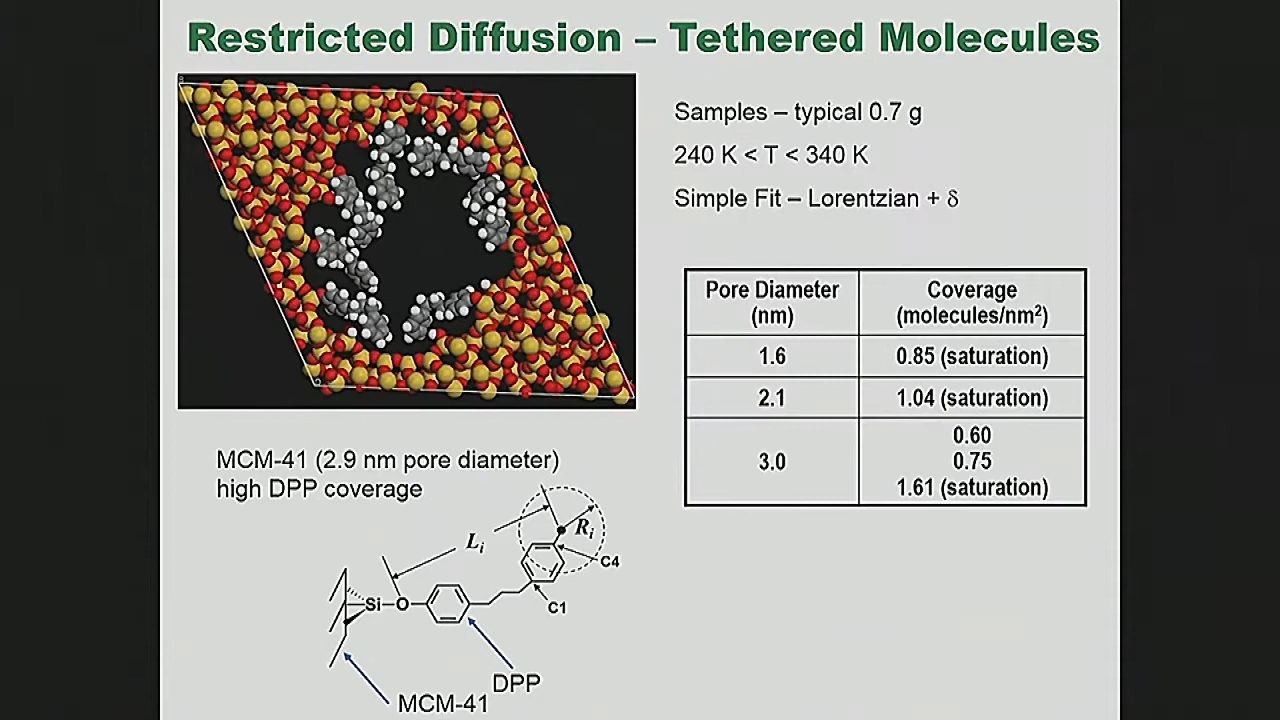 Restricted Diffusion – Tethered Molecules
Samples – typical 0.7 g
240 K < T < 340 K
Simple Fit – Lorentzian + δ
Pore Diameter (nm)
Coverage (molecules/nm²)
1.6
0.85 (saturation)
2.1
1.04 (saturation)
3.0
0.60
0.75
1.61 (saturation)
MCM-41 (2.9 nm pore diameter)
high DPP coverage
Lᵢ
Rᵢ
C4
Si
O
C1
DPP
MCM-41